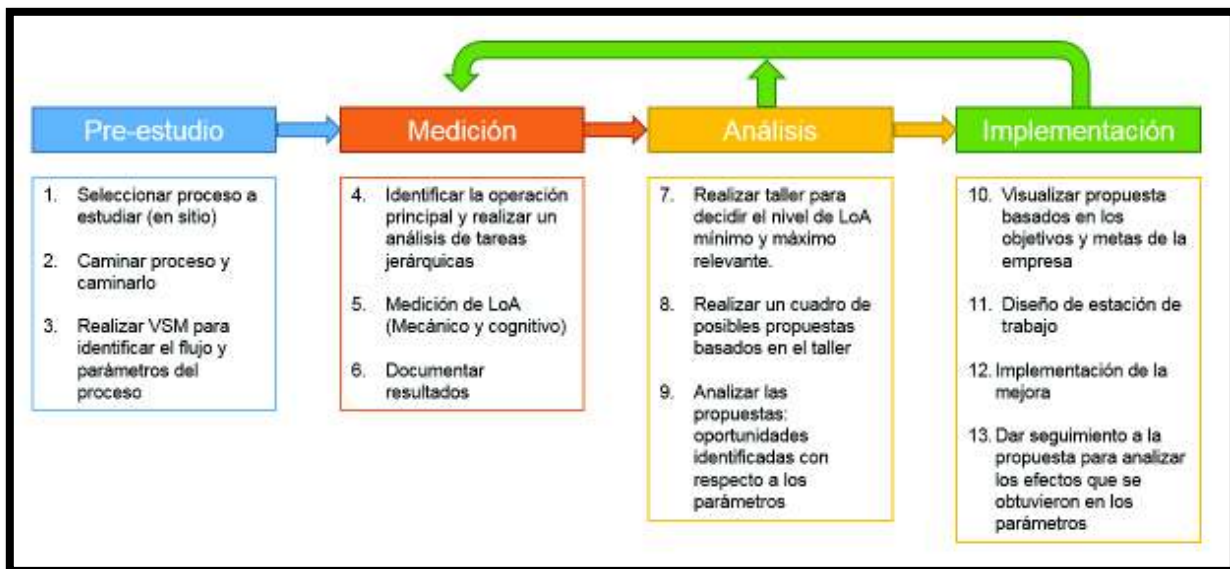 Pre-estudio
Medición
Análisis
Implementación
1. Seleccionar proceso a
estudiar (en sitio)
2. Caminar proceso y
caminarlo
3. Realizar VSM para
identificar el flujo y
parámetros del
proceso
4. Identificar la operación
principal y realizar un
análisis de tareas
jerárquicas
5. Medición de LoA
(Mecánico y cognitivo)
6. Documentar
resultados
7. Realizar taller para
decidir el nivel de LoA
mínimo y máximo
relevante.
8. Realizar un cuadro de
posibles propuestas
basados en el taller
9. Analizar las
propuestas:
oportunidades
identificadas con
respecto a los
parámetros
10. Visualizar propuesta
basados en los
objetivos y metas de la
empresa
11. Diseño de estación de
trabajo
12. Implementación de la
mejora
13. Dar seguimiento a la
propuesta para analizar
los efectos que se
obtuvieron en los
parámetros